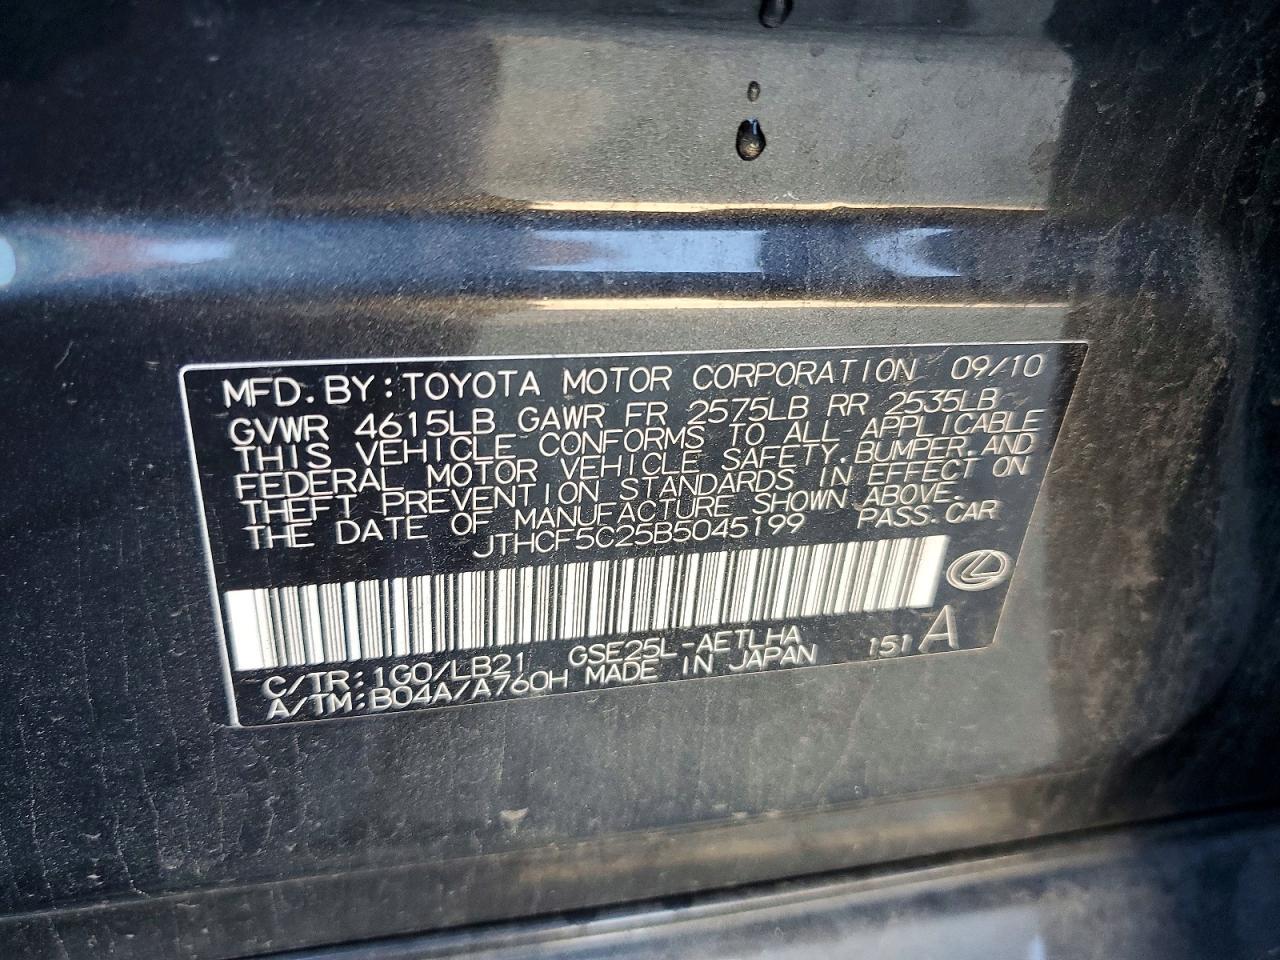 MFD. BY: TOYOTA MOTOR CORPORATION 09/10
GVWR 4615LB GAWR FR 2575LB RR 2535LB
THIS VEHICLE CONFORMS TO ALL APPLICABLE
FEDERAL MOTOR VEHICLE SAFETY, BUMPER, AND
THEFT PREVENTION STANDARDS IN EFFECT ON
THE DATE OF MANUFACTURE SHOWN ABOVE.
JTHCF5C25B5045199 PASS. CAR
C/TR: 1G0/LB21 GSE25L-AETLHA 151 A
A/TM: B04A/A760H MADE IN JAPAN